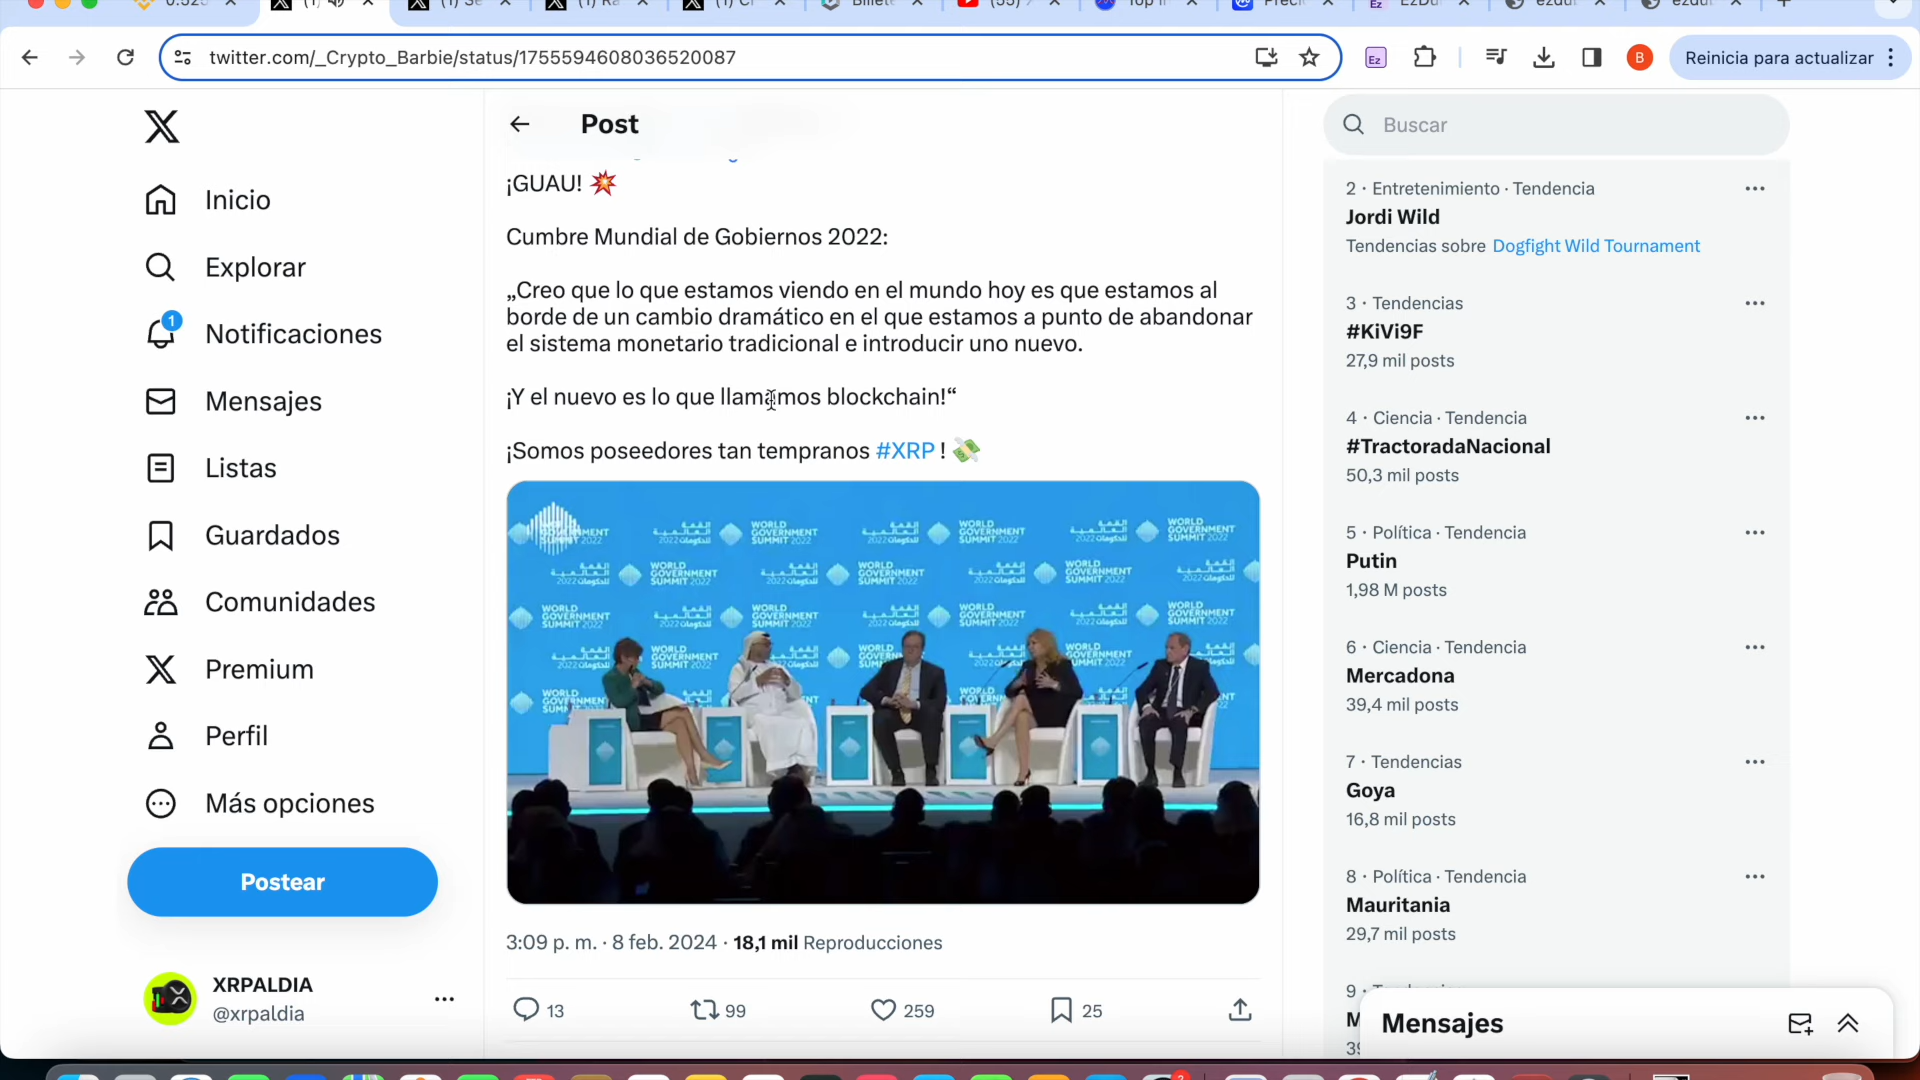 twitter.com/_Crypto_Barbie/status/1755594608036520087
Ez
B
Reinicia para actualizar
Inicio
Explorar
1
Notificaciones
Mensajes
Listas
Guardados
Comunidades
Premium
Perfil
Más opciones
Postear
XRPALDIA
@xrpaldia
Post
¡GUAU! 💥
Cumbre Mundial de Gobiernos 2022:
„Creo que lo que estamos viendo en el mundo hoy es que estamos al
borde de un cambio dramático en el que estamos a punto de abandonar
el sistema monetario tradicional e introducir uno nuevo.
¡Y el nuevo es lo que llamamos blockchain!“
¡Somos poseedores tan tempranos #XRP ! 💸
WORLD
GOVERNMENT
SUMMIT 2022
3:09 p. m. · 8 feb. 2024 · 18,1 mil Reproducciones
13
99
259
25
Buscar
2 · Entretenimiento · Tendencia
Jordi Wild
Tendencias sobre Dogfight Wild Tournament
3 · Tendencias
#KiVi9F
27,9 mil posts
4 · Ciencia · Tendencia
#TractoradaNacional
50,3 mil posts
5 · Política · Tendencia
Putin
1,98 M posts
6 · Ciencia · Tendencia
Mercadona
39,4 mil posts
7 · Tendencias
Goya
16,8 mil posts
8 · Política · Tendencia
Mauritania
29,7 mil posts
9
Mensajes